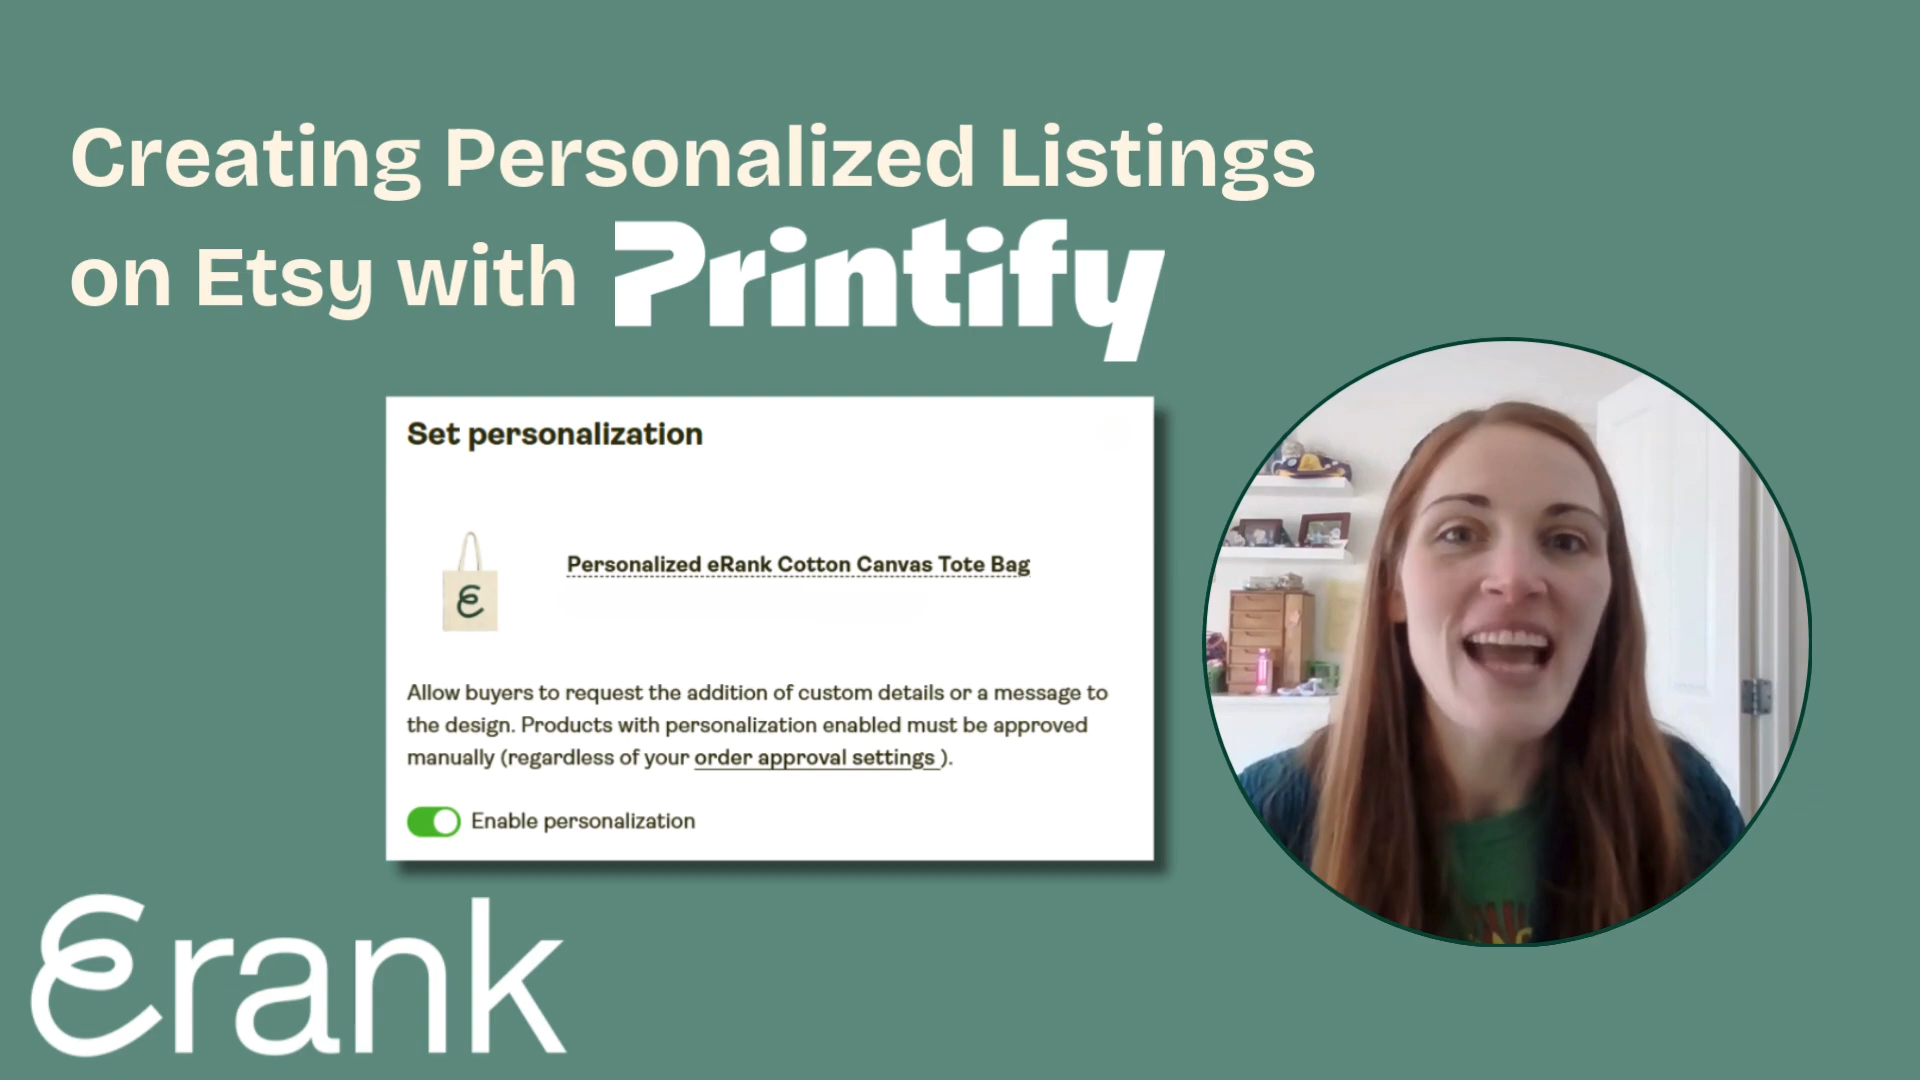 Creating Personalized Listings
on Etsy with Printify
Set personalization
Personalized eRank Cotton Canvas Tote Bag
Allow buyers to request the addition of custom details or a message to
the design. Products with personalization enabled must be approved
manually (regardless of your order approval settings ).
Enable personalization
Erank